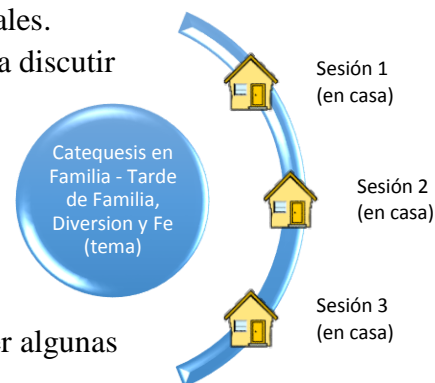 ales.
a discutir
Sesión 1
(en casa)
Catequesis en
Familia - Tarde
de Familia,
Diversion y Fe
(tema)
Sesión 2
(en casa)
Sesión 3
(en casa)
er algunas